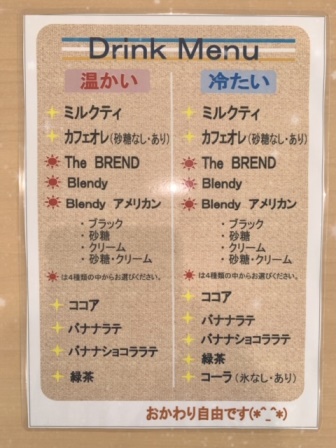 Drink Menu
温かい
ミルクティ
カフェオレ(砂糖なし・あり)
The BREND
Blendy
Blendy アメリカン
・ブラック
・砂糖
・クリーム
・砂糖・クリーム
は4種類の中からお選びください。
ココア
バナナラテ
バナナショコララテ
緑茶
冷たい
ミルクティ
カフェオレ(砂糖なし・あり)
The BREND
Blendy
Blendy アメリカン
・ブラック
・砂糖
・クリーム
・砂糖・クリーム
は4種類の中からお選びください。
ココア
バナナラテ
バナナショコララテ
緑茶
コーラ(氷なし・あり)
おかわり自由です(*^_^*)